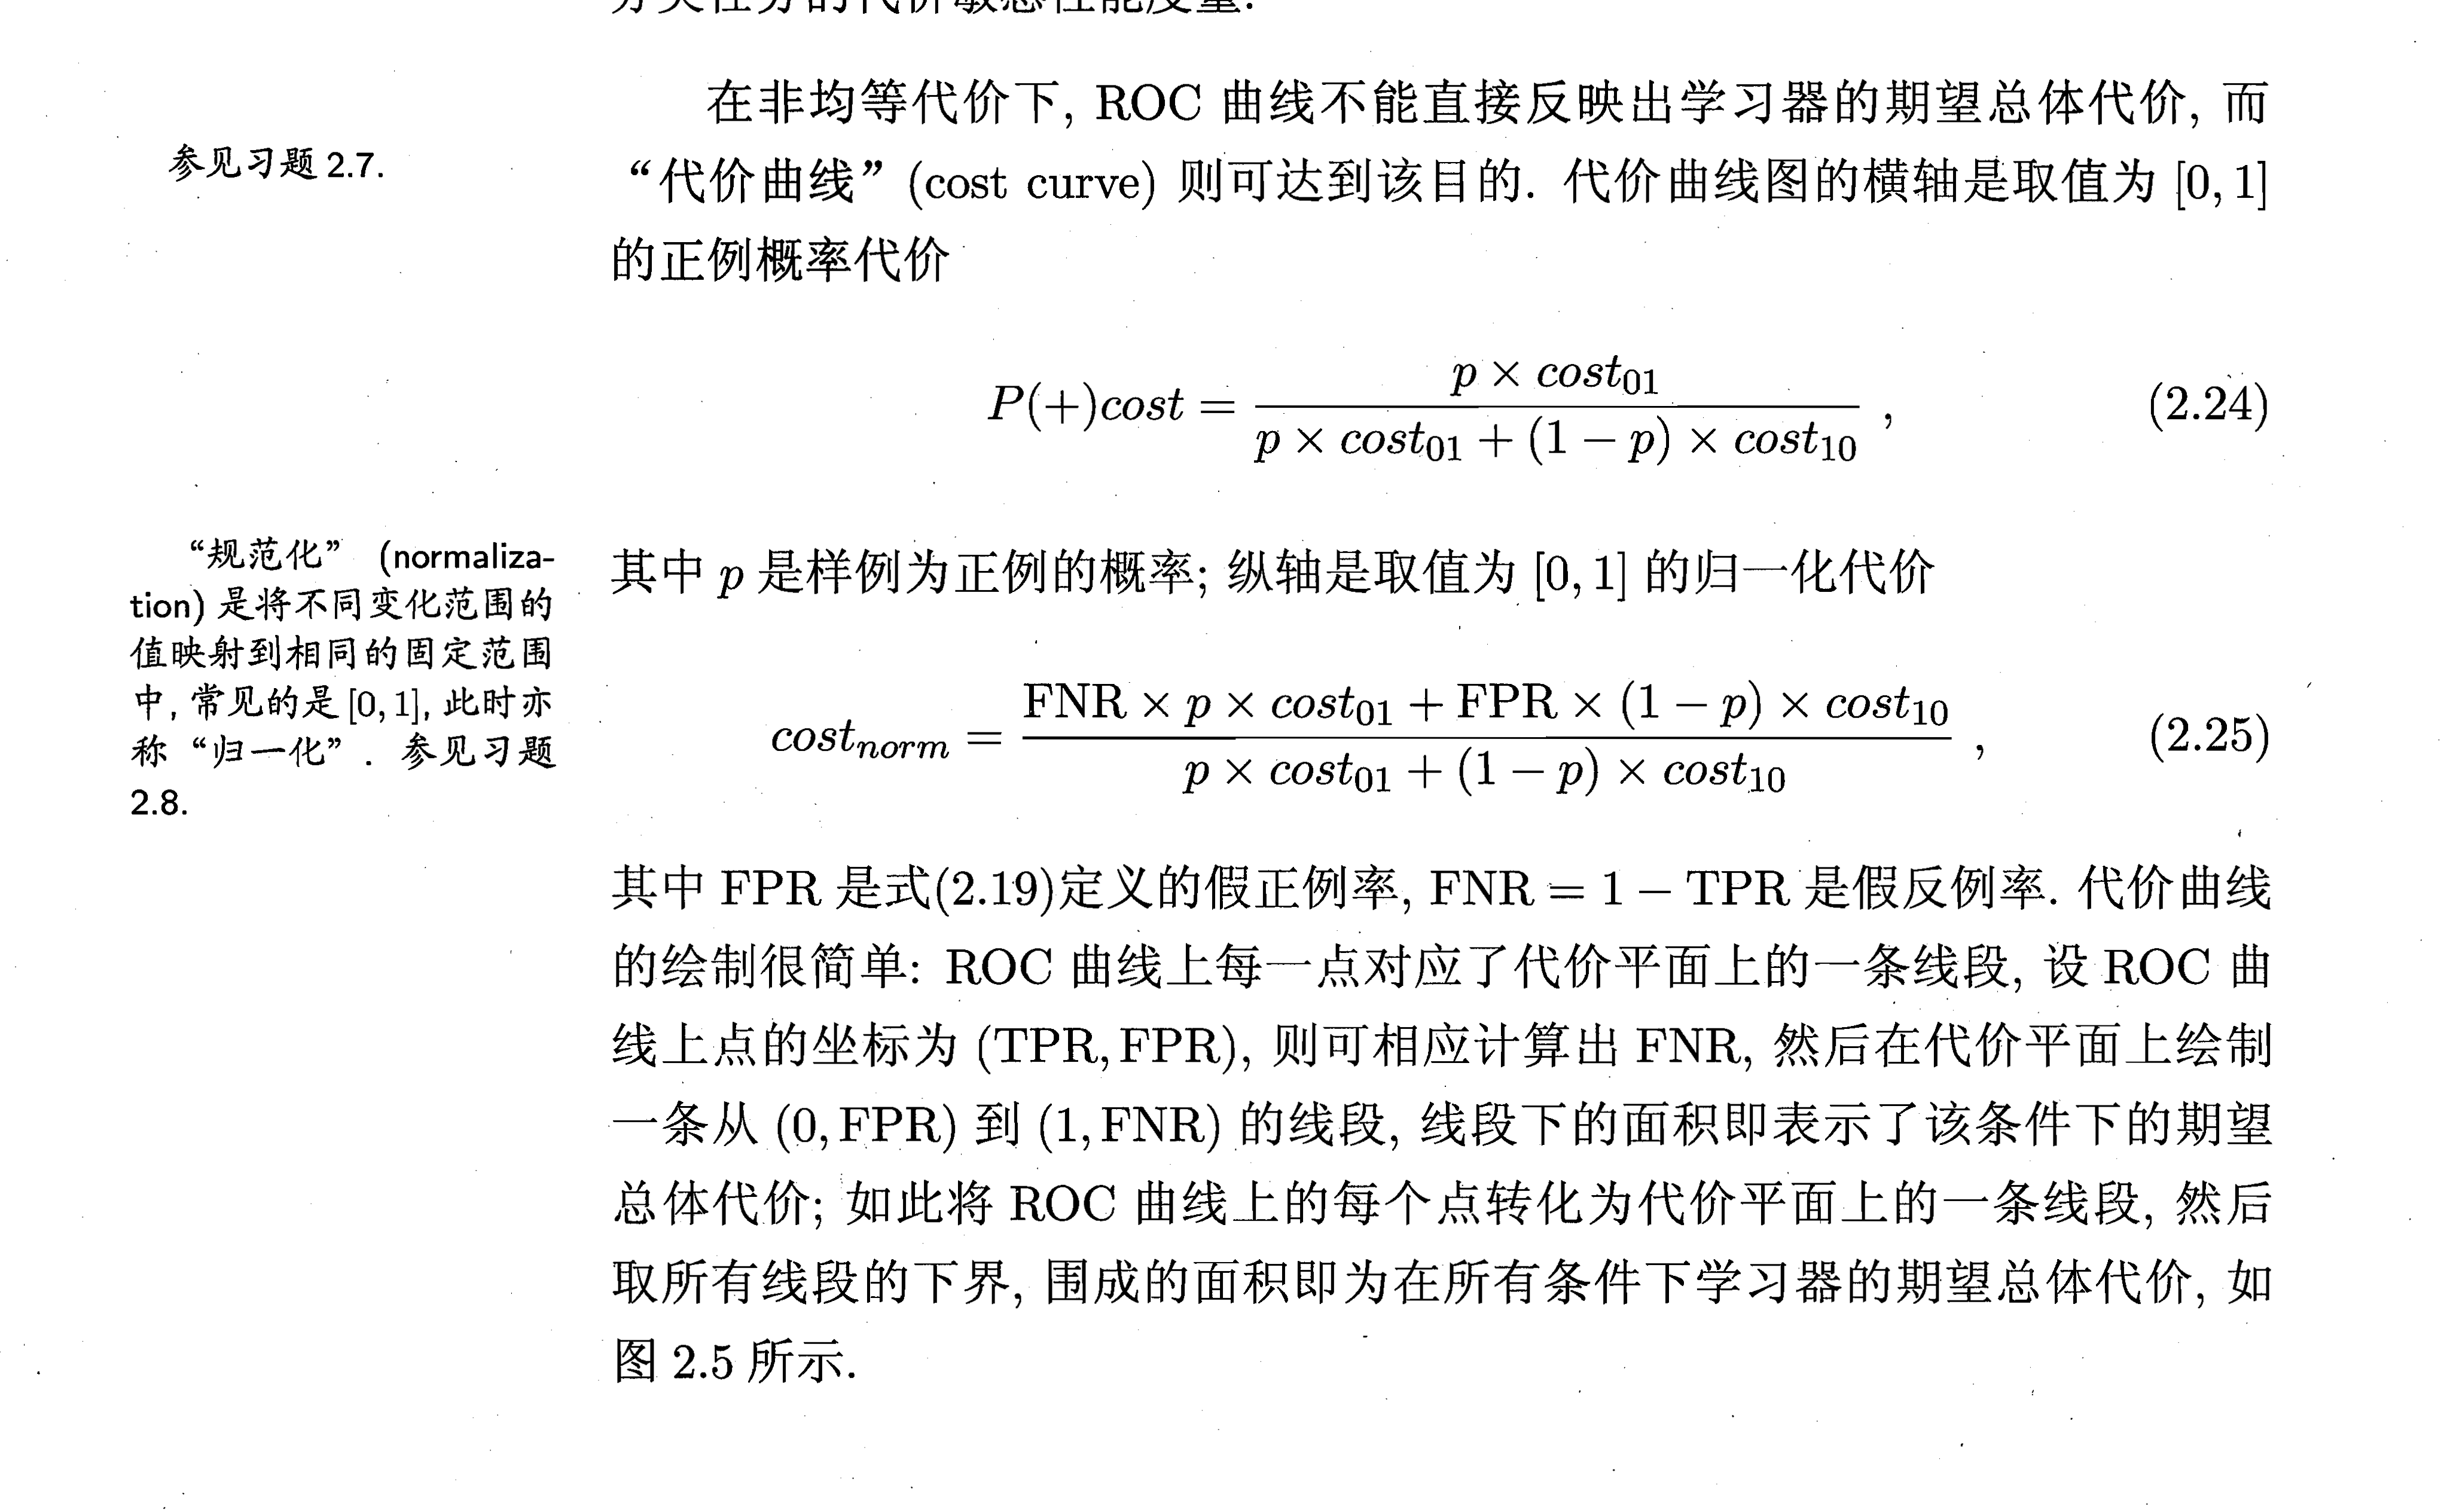 分类任务的代价敏感性能度量.
在非均等代价下, ROC 曲线不能直接反映出学习器的期望总体代价, 而
参见习题 2.7.
“代价曲线” (cost curve) 则可达到该目的. 代价曲线图的横轴是取值为 [0, 1]
的正例概率代价
P(+)cost = \frac{p × cost_{01}}{p × cost_{01} + (1 − p) × cost_{10}} , (2.24)
“规范化” (normaliza-
tion) 是将不同变化范围的
值映射到相同的固定范围
中, 常见的是 [0, 1], 此时亦
称 “归一化” . 参见习题
2.8.
其中 p 是样例为正例的概率; 纵轴是取值为 [0, 1] 的归一化代价
cost_{norm} = \frac{FNR × p × cost_{01} + FPR × (1 − p) × cost_{10}}{p × cost_{01} + (1 − p) × cost_{10}} , (2.25)
其中 FPR 是式(2.19)定义的假正例率, FNR = 1 − TPR 是假反例率. 代价曲线
的绘制很简单: ROC 曲线上每一点对应了代价平面上的一条线段, 设 ROC 曲
线上点的坐标为 (TPR, FPR), 则可相应计算出 FNR, 然后在代价平面上绘制
一条从 (0, FPR) 到 (1, FNR) 的线段, 线段下的面积即表示了该条件下的期望
总体代价; 如此将 ROC 曲线上的每个点转化为代价平面上的一条线段, 然后
取所有线段的下界, 围成的面积即为在所有条件下学习器的期望总体代价, 如
图 2.5 所示.